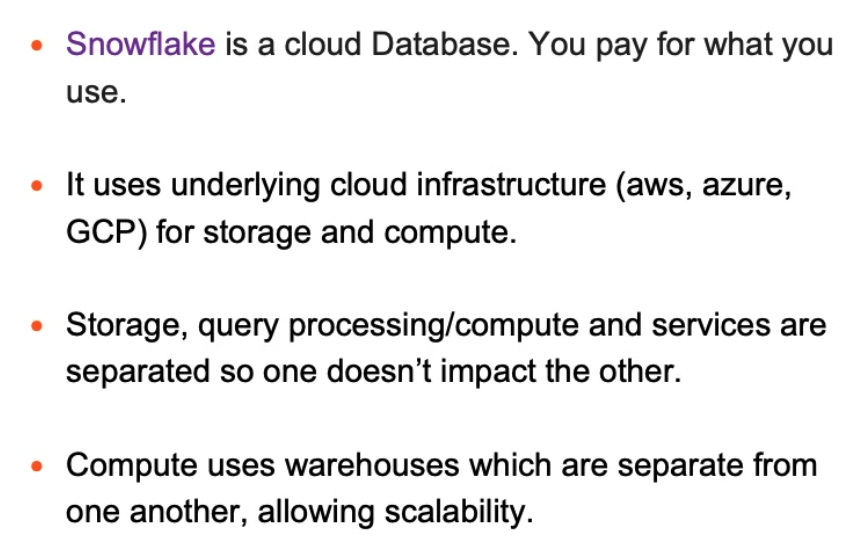 • Snowflake is a cloud Database. You pay for what you
use.
• It uses underlying cloud infrastructure (aws, azure,
GCP) for storage and compute.
• Storage, query processing/compute and services are
separated so one doesn’t impact the other.
• Compute uses warehouses which are separate from
one another, allowing scalability.